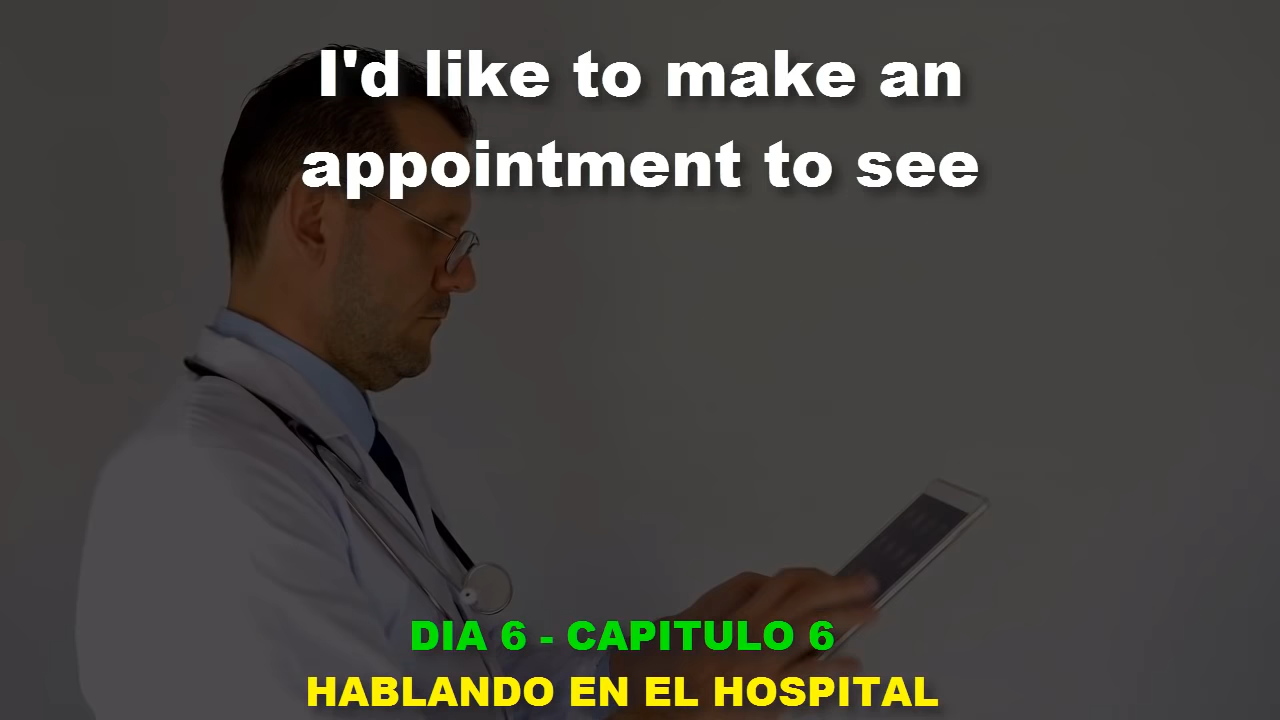 I'd like to make an
appointment to see
DIA 6 - CAPITULO 6
HABLANDO EN EL HOSPITAL